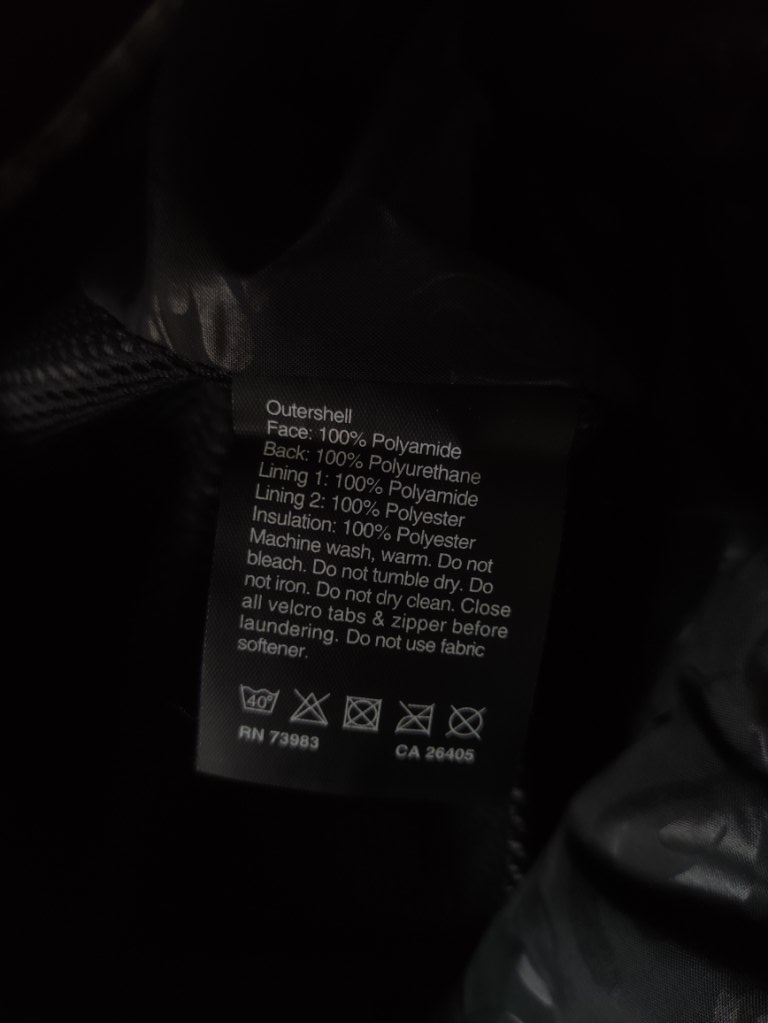 Outershell
Face: 100% Polyamide
Back: 100% Polyurethane
Lining 1: 100% Polyamide
Lining 2: 100% Polyester
Insulation: 100% Polyester
Machine wash, warm. Do not
bleach. Do not tumble dry. Do
not iron. Do not dry clean. Close
all velcro tabs & zipper before
laundering. Do not use fabric
softener.
40°
RN 73983 CA 26405